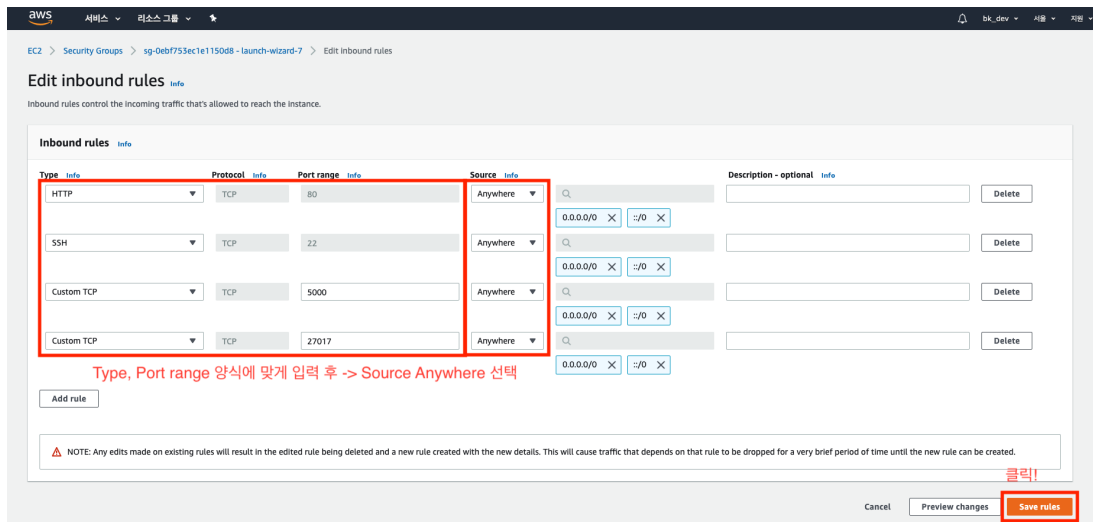 aws 서비스 리소스 그룹 bk_dev 서울 지원
EC2 > Security Groups > sg-0ebf753ec1e1150d8 - launch-wizard-7 > Edit inbound rules
Edit inbound rules Info
Inbound rules control the incoming traffic that's allowed to reach the instance.
Inbound rules Info
Type Info Protocol Info Port range Info Source Info Description - optional Info
HTTP TCP 80 Anywhere Delete
0.0.0.0/0 ::/0
SSH TCP 22 Anywhere Delete
0.0.0.0/0 ::/0
Custom TCP TCP 5000 Anywhere Delete
0.0.0.0/0 ::/0
Custom TCP TCP 27017 Anywhere Delete
0.0.0.0/0 ::/0
Type, Port range 양식에 맞게 입력 후 -> Source Anywhere 선택
Add rule
NOTE: Any edits made on existing rules will result in the edited rule being deleted and a new rule created with the new details. This will cause traffic that depends on that rule to be dropped for a very brief period of time until the new rule can be created.
클릭!
Cancel Preview changes Save rules